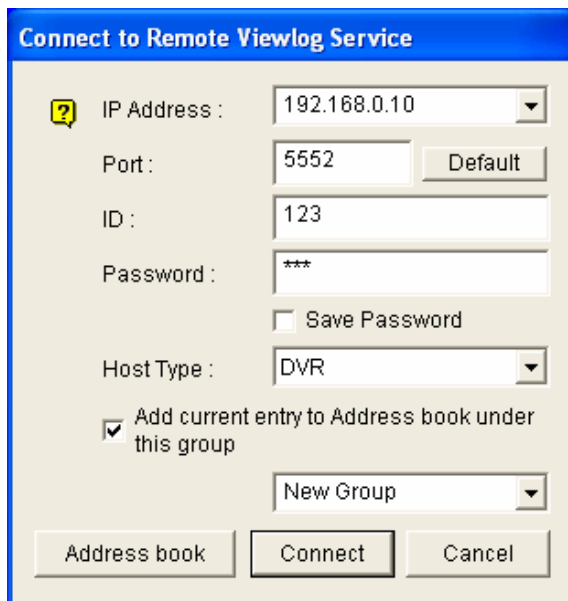 Connect to Remote Viewlog Service
? IP Address : 192.168.0.10
Port : 5552 Default
ID : 123
Password : ***
Save Password
Host Type : DVR
Add current entry to Address book under
this group
New Group
Address book Connect Cancel